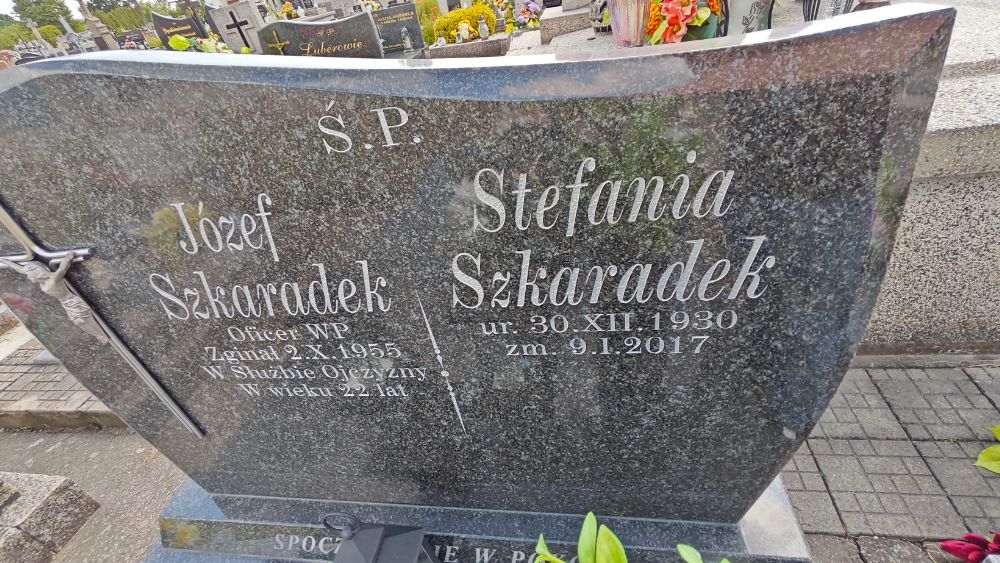 Luberowie
Ś.P.
Józef
Szkaradek
Oficer WP
Zginął 2.X.1955
W Służbie Ojczyzny
W wieku 22 lat
Stefania
Szkaradek
ur. 30.XII.1930
zm. 9.I.2017
W